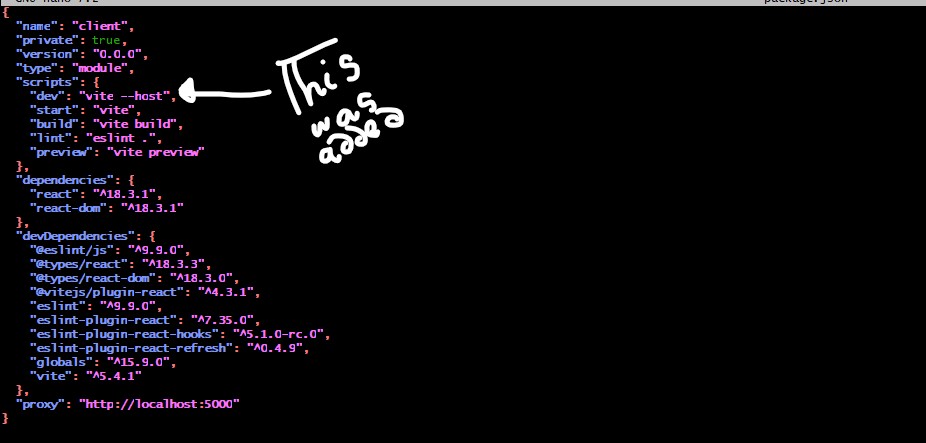 package.json
{
  "name": "client",
  "private": true,
  "version": "0.0.0",
  "type": "module",
  "scripts": {
    "dev": "vite --host",
    "start": "vite",
    "build": "vite build",
    "lint": "eslint .",
    "preview": "vite preview"
  },
  "dependencies": {
    "react": "^18.3.1",
    "react-dom": "^18.3.1"
  },
  "devDependencies": {
    "@eslint/js": "^9.9.0",
    "@types/react": "^18.3.3",
    "@types/react-dom": "^18.3.0",
    "@vitejs/plugin-react": "^4.3.1",
    "eslint": "^9.9.0",
    "eslint-plugin-react": "^7.35.0",
    "eslint-plugin-react-hooks": "^5.1.0-rc.0",
    "eslint-plugin-react-refresh": "^0.4.9",
    "globals": "^15.9.0",
    "vite": "^5.4.1"
  },
  "proxy": "http://localhost:5000"
}
This
was
added